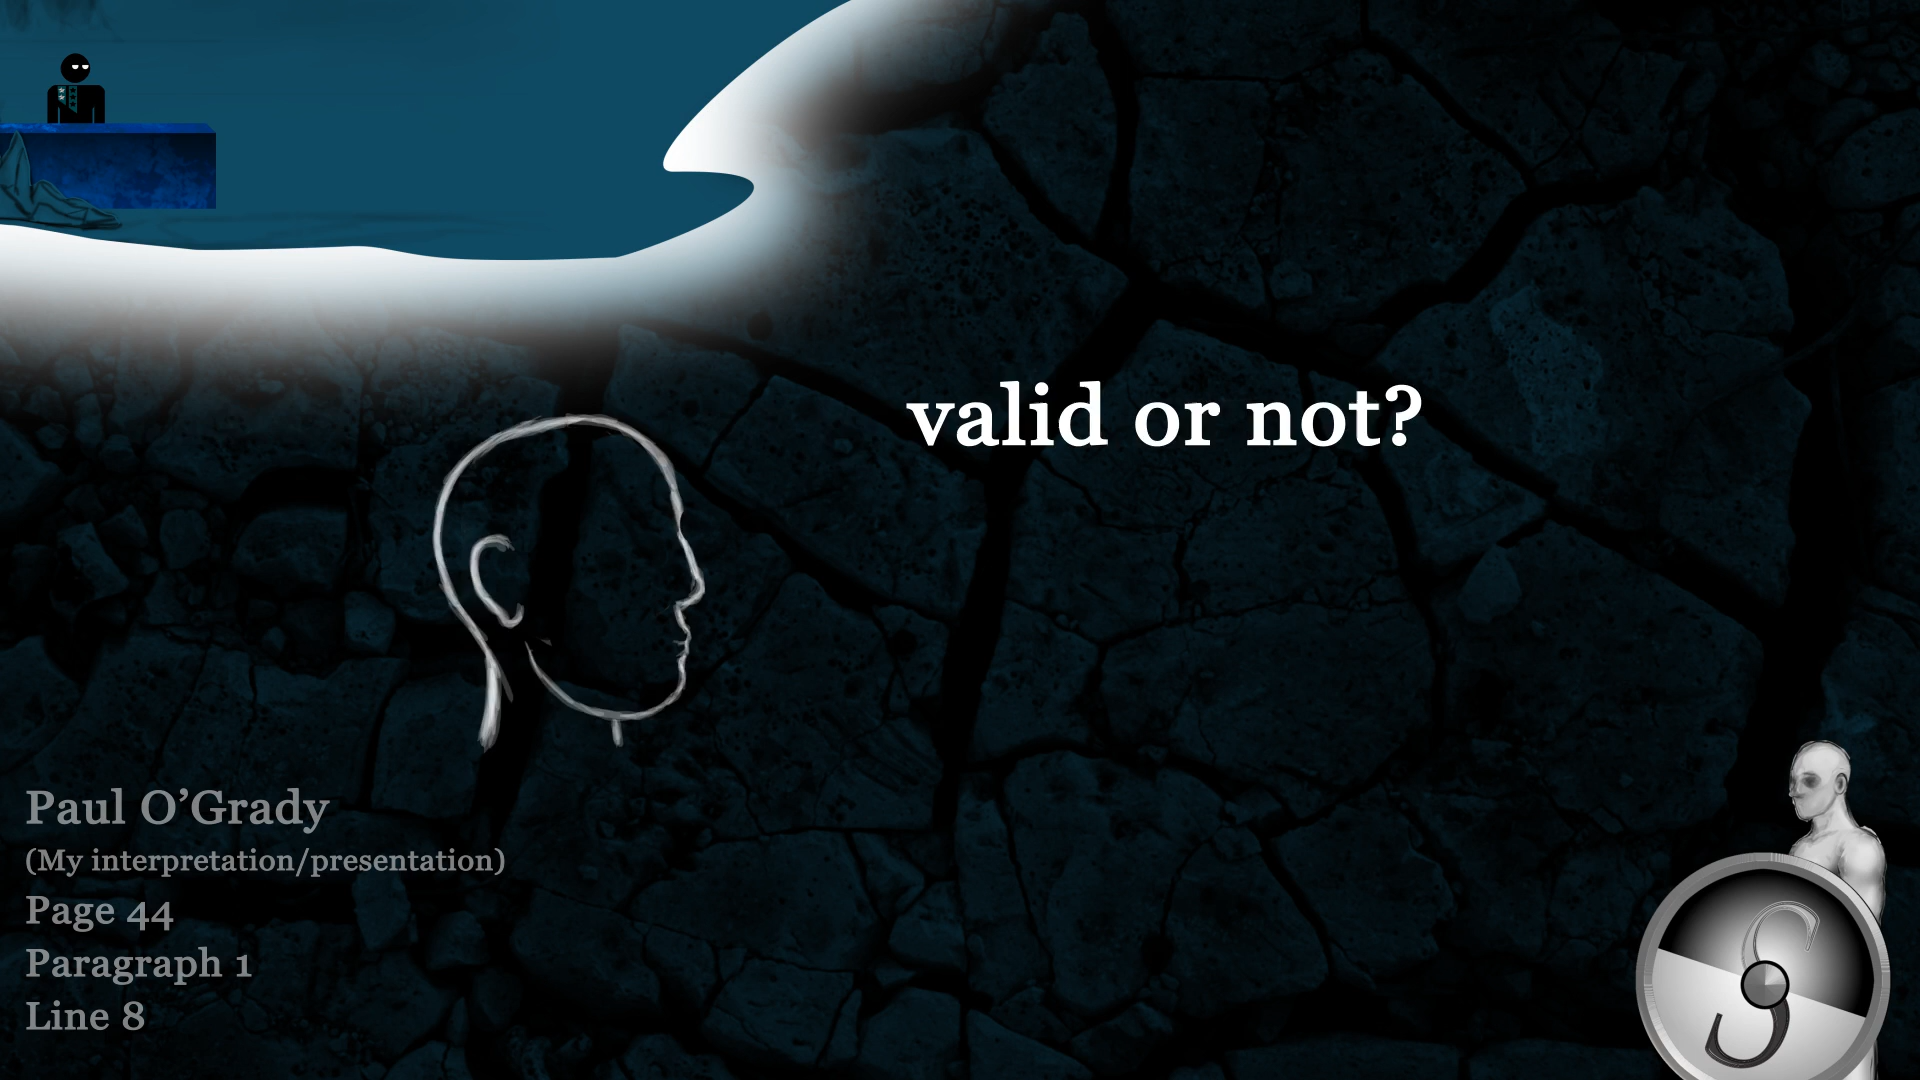 valid or not?
Paul O’Grady
(My interpretation/presentation)
Page 44
Paragraph 1
Line 8
S